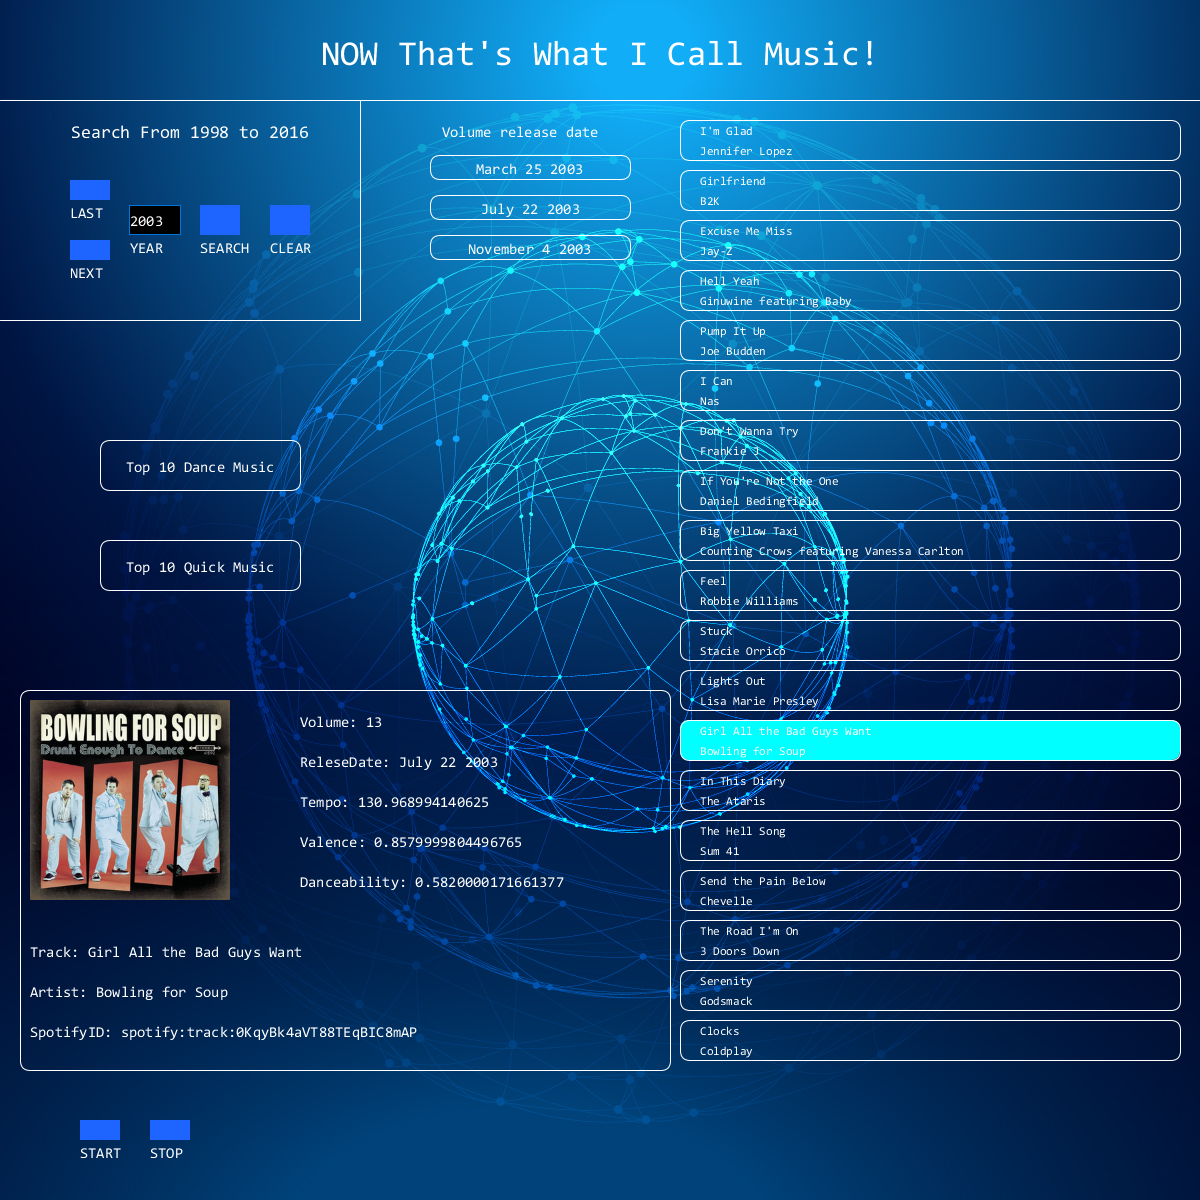 NOW That's What I Call Music!
Search From 1998 to 2016
LAST
2003
YEAR
SEARCH
CLEAR
NEXT
Volume release date
March 25 2003
July 22 2003
November 4 2003
Top 10 Dance Music
Top 10 Quick Music
I'm Glad
Jennifer Lopez
Girlfriend
B2K
Excuse Me Miss
Jay-Z
Hell Yeah
Ginuwine featuring Baby
Pump It Up
Joe Budden
I Can
Nas
Don't Wanna Try
Frankie J
If You're Not the One
Daniel Bedingfield
Big Yellow Taxi
Counting Crows featuring Vanessa Carlton
Feel
Robbie Williams
Stuck
Stacie Orrico
Lights Out
Lisa Marie Presley
Girl All the Bad Guys Want
Bowling for Soup
In This Diary
The Ataris
The Hell Song
Sum 41
Send the Pain Below
Chevelle
The Road I'm On
3 Doors Down
Serenity
Godsmack
Clocks
Coldplay
BOWLING FOR SOUP
Drunk Enough To Dance
Volume: 13
ReleseDate: July 22 2003
Tempo: 130.968994140625
Valence: 0.8579999804496765
Danceability: 0.5820000171661377
Track: Girl All the Bad Guys Want
Artist: Bowling for Soup
SpotifyID: spotify:track:0KqyBk4aVT88TEqBIC8mAP
START
STOP